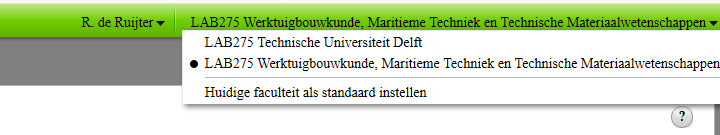 R. de Ruijter LAB275 Werktuigbouwkunde, Maritieme Techniek en Technische Materiaalwetenschappen
LAB275 Technische Universiteit Delft
LAB275 Werktuigbouwkunde, Maritieme Techniek en Technische Materiaalwetenschappen
Huidige faculteit als standaard instellen
?